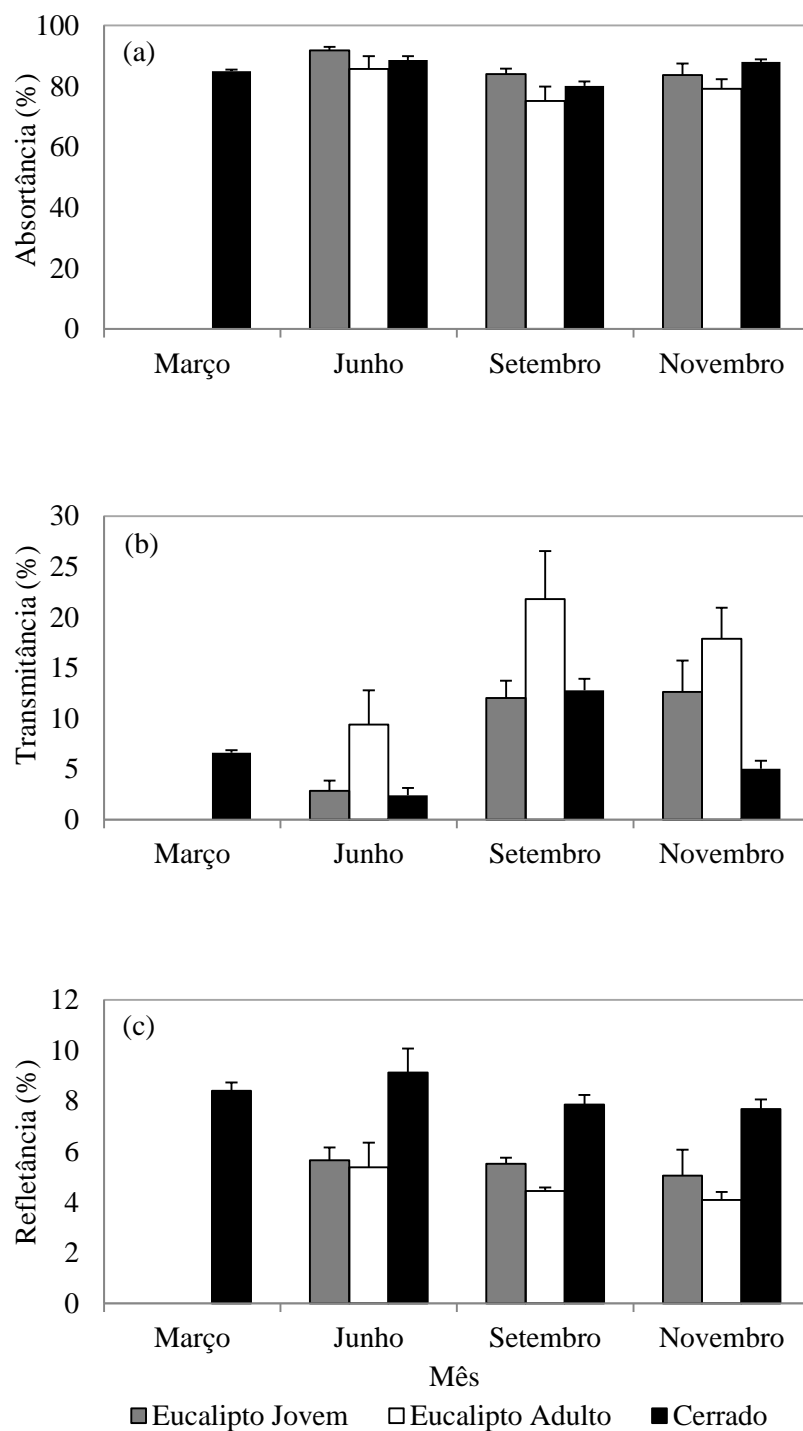 100
(a)
80
60
40
20
0
Absortância (%)
Março Junho Setembro Novembro
30
(b)
25
20
15
10
5
0
Transmitância (%)
Março Junho Setembro Novembro
12
(c)
10
8
6
4
2
0
Refletância (%)
Março Junho Setembro Novembro
Mês
Eucalipto Jovem Eucalipto Adulto Cerrado